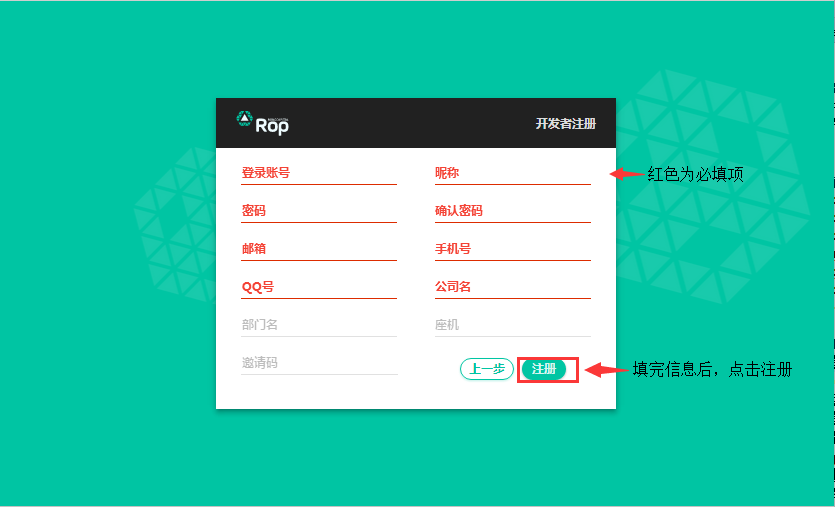 Rop
开发者注册
登录账号 昵称
红色为必填项
密码 确认密码
邮箱 手机号
QQ号 公司名
部门名 座机
邀请码
上一步 注册
填完信息后，点击注册